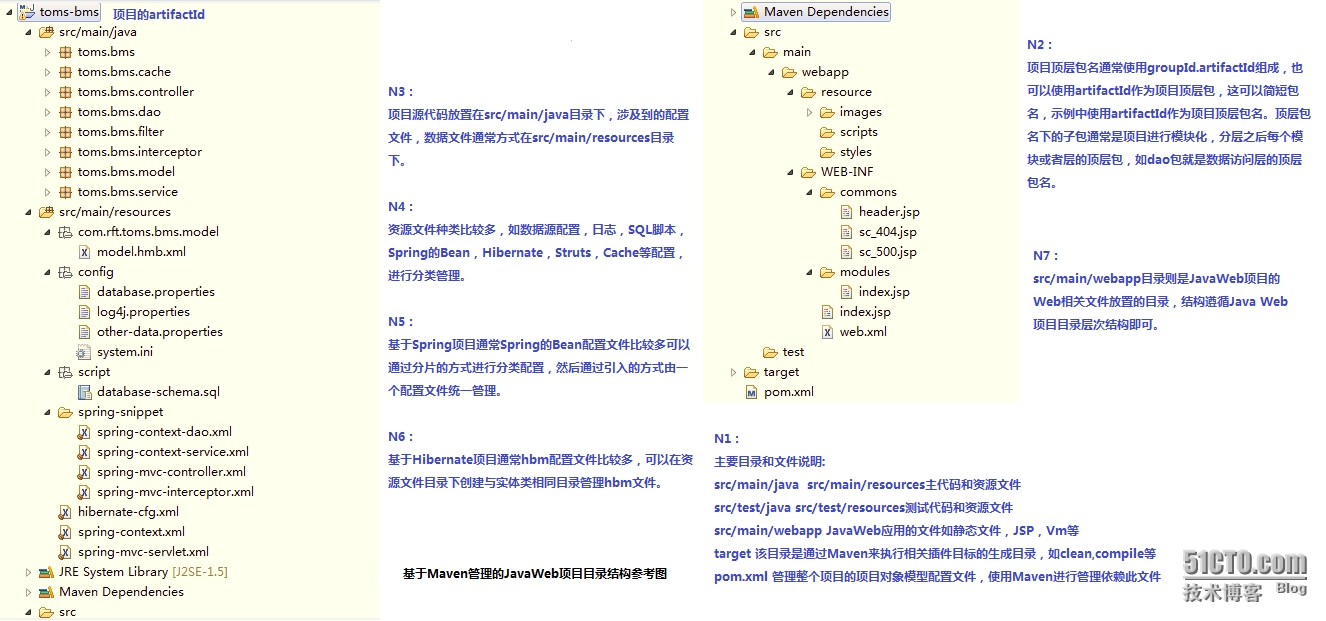 toms-bms 项目的artifactId
src/main/java
toms.bms
toms.bms.cache
toms.bms.controller
toms.bms.dao
toms.bms.filter
toms.bms.interceptor
toms.bms.model
toms.bms.service
src/main/resources
com.rft.toms.bms.model
model.hmb.xml
config
database.properties
log4j.properties
other-data.properties
system.ini
script
database-schema.sql
spring-snippet
spring-context-dao.xml
spring-context-service.xml
spring-mvc-controller.xml
spring-mvc-interceptor.xml
hibernate-cfg.xml
spring-context.xml
spring-mvc-servlet.xml
JRE System Library [J2SE-1.5]
Maven Dependencies
src
N3：
项目源代码放置在src/main/java目录下，涉及到的配置
文件，数据文件通常方式在src/main/resources目录
下。
N4：
资源文件种类比较多，如数据源配置，日志，SQL脚本，
Spring的Bean，Hibernate，Struts，Cache等配置，
进行分类管理。
N5：
基于Spring项目通常Spring的Bean配置文件比较多可以
通过分片的方式进行分类配置，然后通过引入的方式由一
个配置文件统一管理。
N6：
基于Hibernate项目通常hbm配置文件比较多，可以在资
源文件目录下创建与实体类相同目录管理hbm文件。
基于Maven管理的JavaWeb项目目录结构参考图
Maven Dependencies
src
main
webapp
resource
images
scripts
styles
WEB-INF
commons
header.jsp
sc_404.jsp
sc_500.jsp
modules
index.jsp
index.jsp
web.xml
test
target
pom.xml
N2：
项目顶层包名通常使用groupId.artifactId组成，也
可以使用artifactId作为项目顶层包，这可以简短包
名，示例中使用artifactId作为项目顶层包名。顶层包
名下的子包通常是项目进行模块化，分层之后每个模
块或者层的顶层包，如dao包就是数据访问层的顶层
包名。
N7：
src/main/webapp目录则是JavaWeb项目的
Web相关文件放置的目录，结构遵循Java Web
项目目录层次结构即可。
N1：
主要目录和文件说明:
src/main/java src/main/resources主代码和资源文件
src/test/java src/test/resources测试代码和资源文件
src/main/webapp JavaWeb应用的文件如静态文件，JSP，Vm等
target 该目录是通过Maven来执行相关插件目标的生成目录，如clean,compile等
pom.xml 管理整个项目的项目对象模型配置文件，使用Maven进行管理依赖此文件
51CTO.com
技术博客 Blog